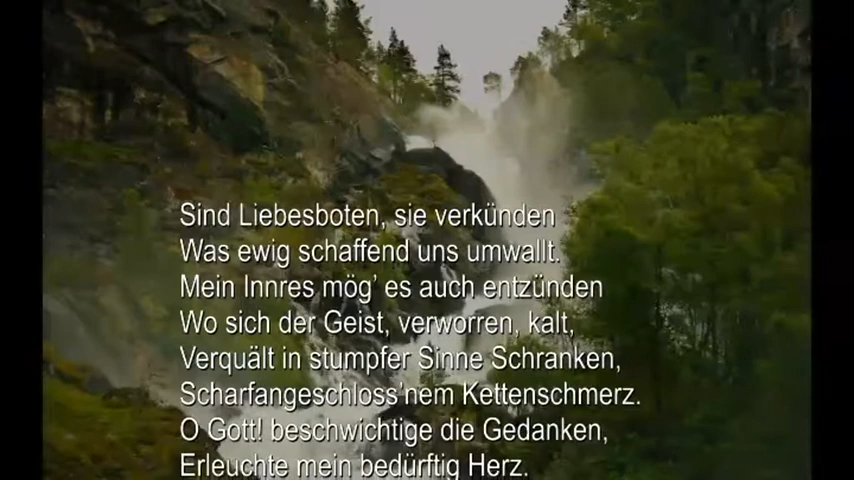 Sind Liebesboten, sie verkünden
Was ewig schaffend uns umwallt.
Mein Innres mög’ es auch entzünden
Wo sich der Geist, verworren, kalt,
Verquält in stumpfer Sinne Schranken,
Scharfangeschloss’nem Kettenschmerz.
O Gott! beschwichtige die Gedanken,
Erleuchte mein bedürftig Herz.